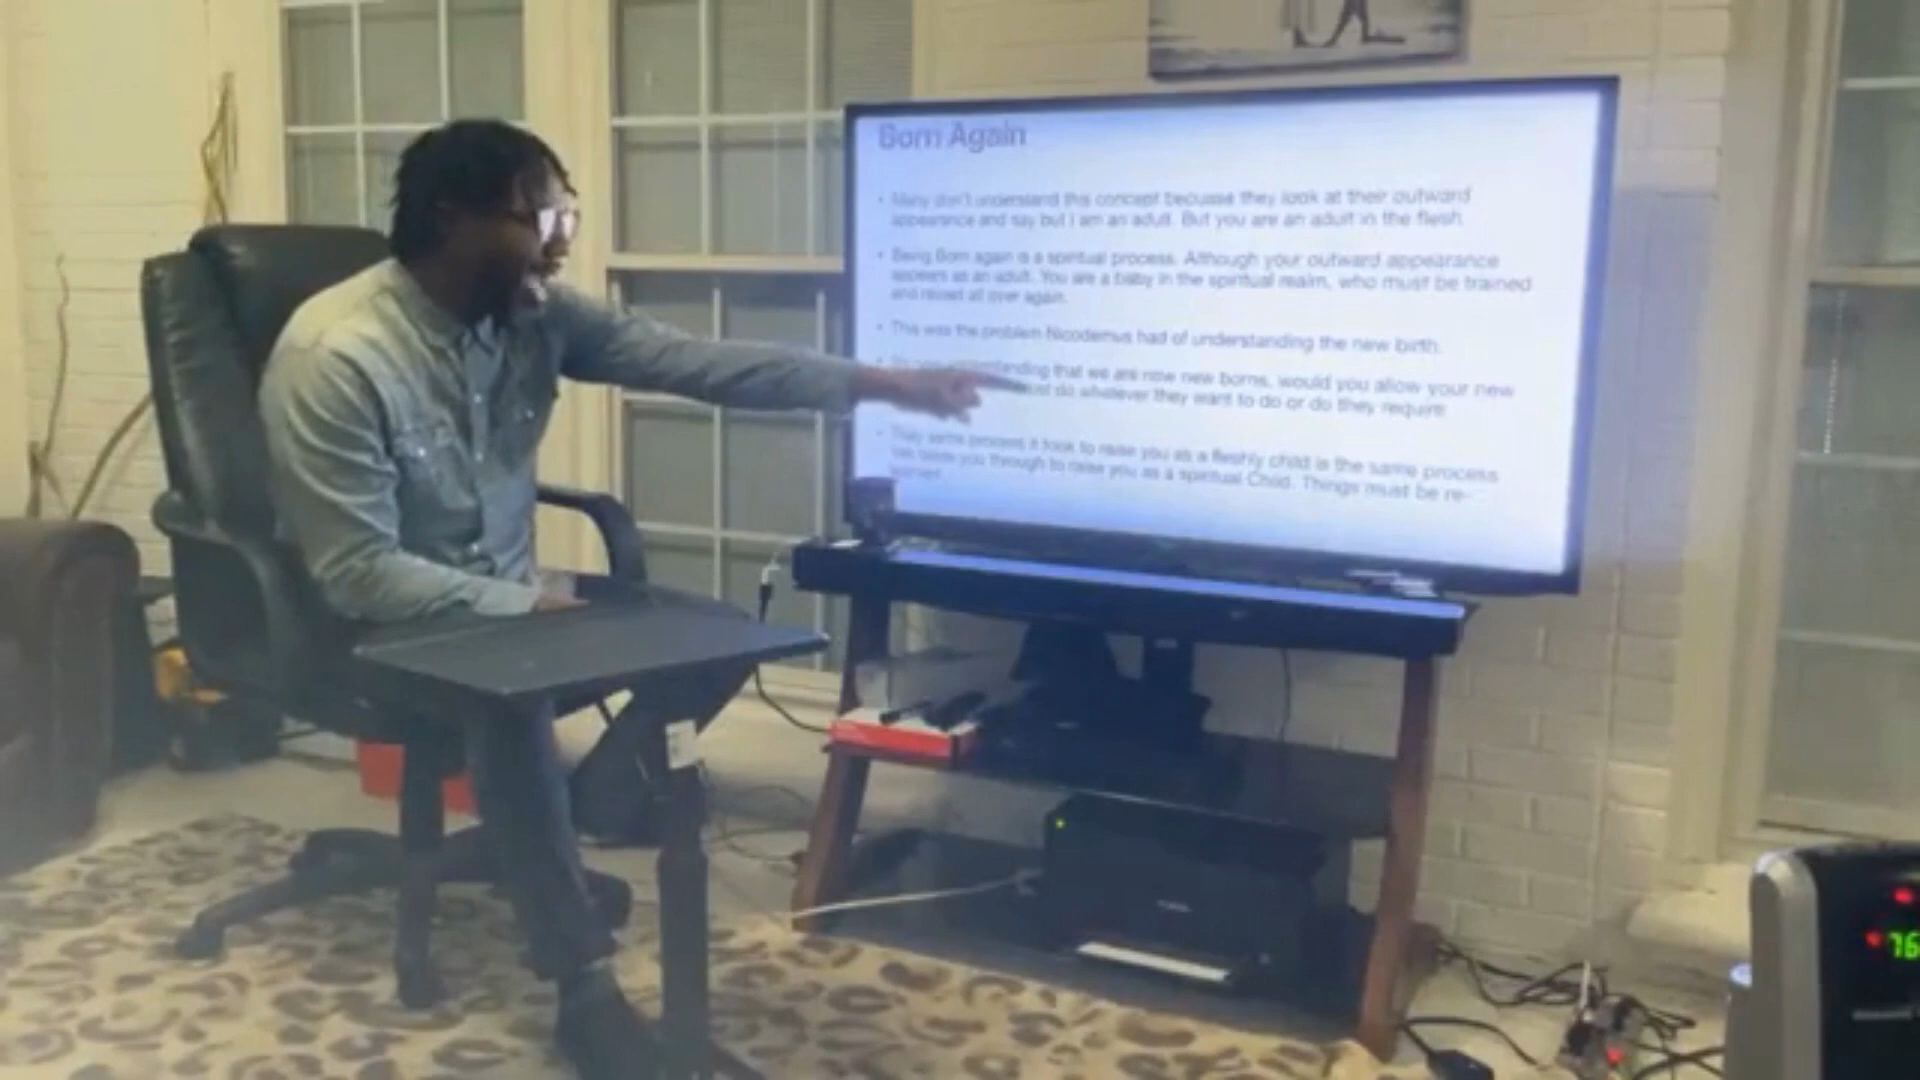 Born Again
• Many don't understand this concept becuase they look at their outward
appearance and say but I am an adult. But you are an adult in the flesh.
• Being Born again is a spiritual process. Although your outward appearance
appears as an adult. You are a baby in the spiritual realm, who must be trained
and raised all over again.
• This was the problem Nicodemus had of understanding the new birth.
that we are now new borns, would you allow your new
just do whatever they want to do or do they require
process it took to raise you as a fleshly child is the same process
you through to raise you as a spiritual Child. Things must be re-
76